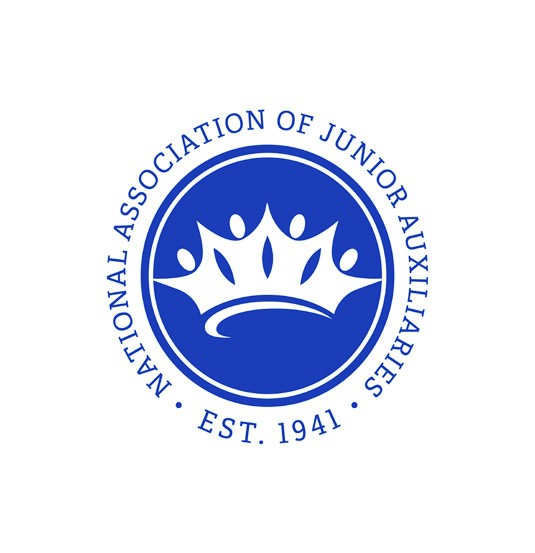 NATIONAL ASSOCIATION OF JUNIOR AUXILIARIES
• EST. 1941 •